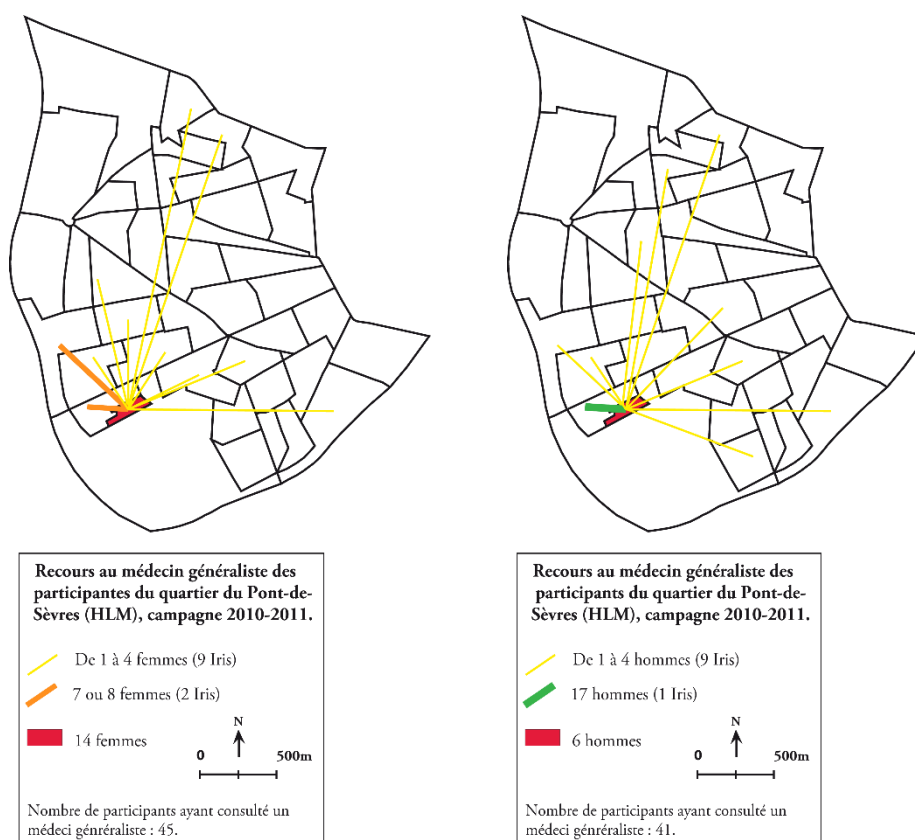 Recours au médecin généraliste des
participantes du quartier du Pont-de-
Sèvres (HLM), campagne 2010-2011.
De 1 à 4 femmes (9 Iris)
7 ou 8 femmes (2 Iris)
14 femmes
N
0 500m
Nombre de participants ayant consulté un
médeci génréraliste : 45.
Recours au médecin généraliste des
participants du quartier du Pont-de-
Sèvres (HLM), campagne 2010-2011.
De 1 à 4 hommes (9 Iris)
17 hommes (1 Iris)
6 hommes
N
0 500m
Nombre de participants ayant consulté un
médeci génréraliste : 41.